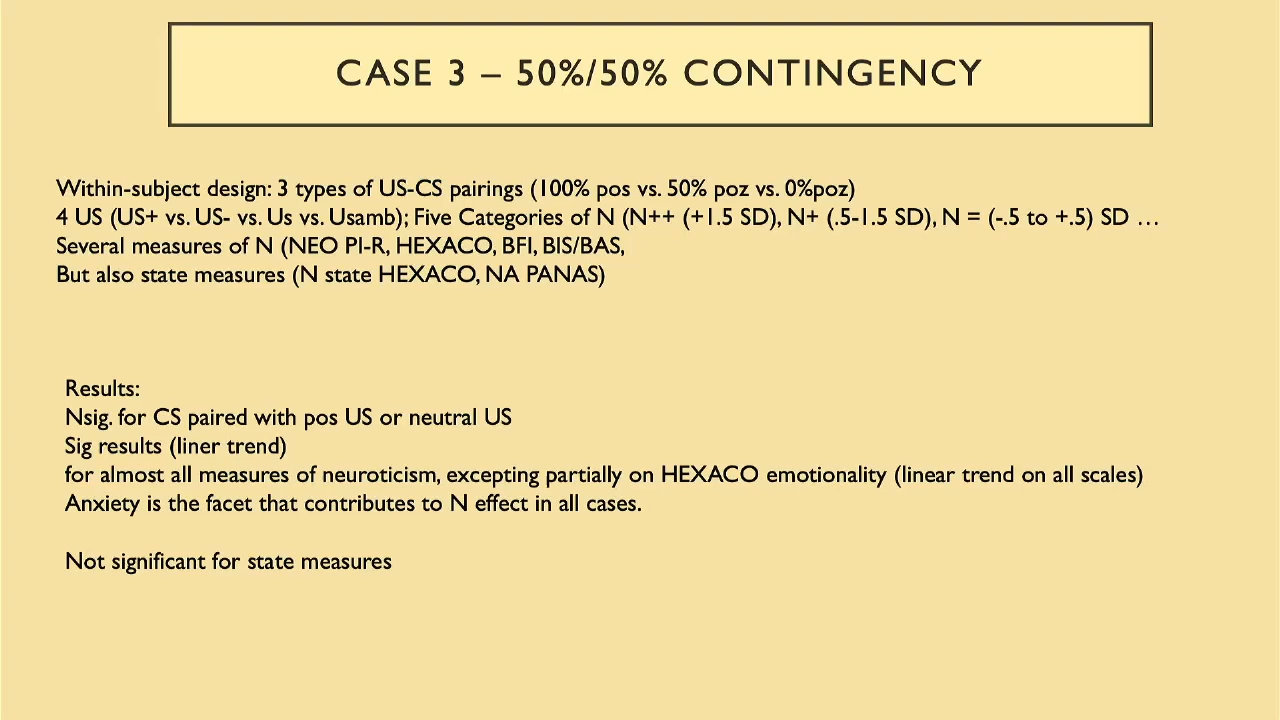 CASE 3 – 50%/50% CONTINGENCY
Within-subject design: 3 types of US-CS pairings (100% pos vs. 50% poz vs. 0%poz)
4 US (US+ vs. US- vs. Us vs. Usamb); Five Categories of N (N++ (+1.5 SD), N+ (.5-1.5 SD), N = (-.5 to +.5) SD …
Several measures of N (NEO PI-R, HEXACO, BFI, BIS/BAS,
But also state measures (N state HEXACO, NA PANAS)
Results:
Nsig. for CS paired with pos US or neutral US
Sig results (liner trend)
for almost all measures of neuroticism, excepting partially on HEXACO emotionality (linear trend on all scales)
Anxiety is the facet that contributes to N effect in all cases.
Not significant for state measures